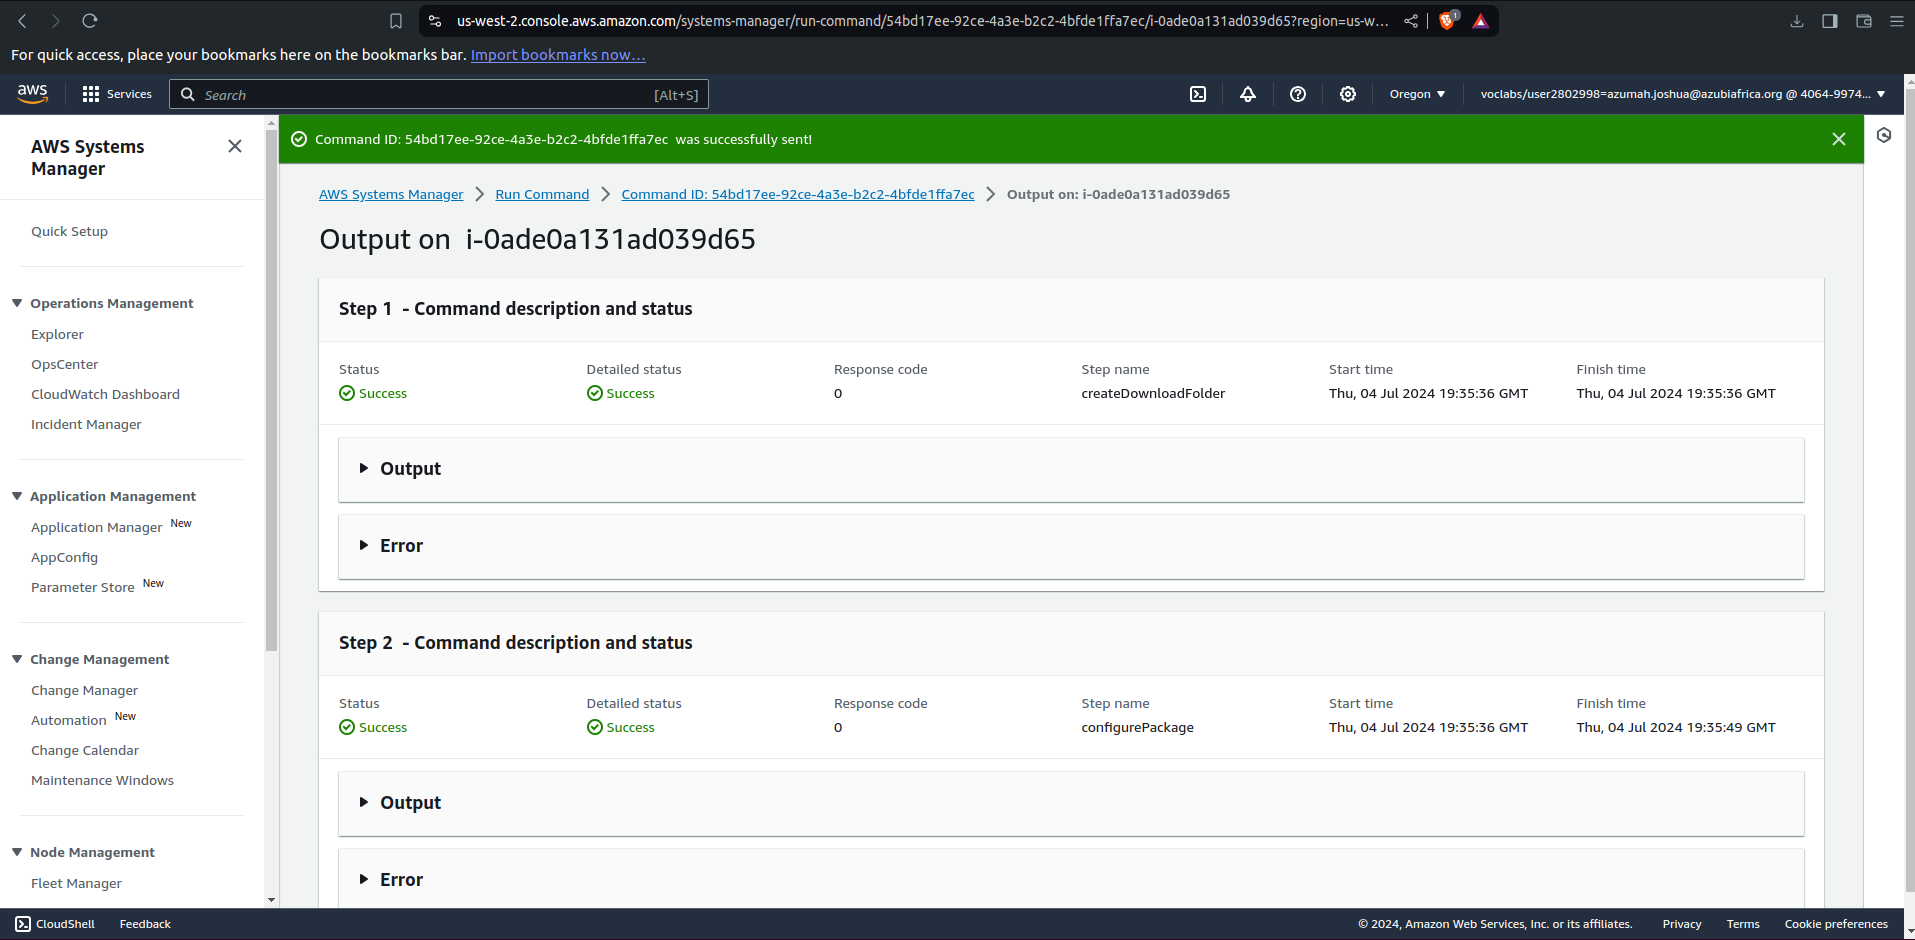 us-west-2.console.aws.amazon.com/systems-manager/run-command/54bd17ee-92ce-4a3e-b2c2-4bfde1ffa7ec/i-0ade0a131ad039d65?region=us-w...
1
For quick access, place your bookmarks here on the bookmarks bar. Import bookmarks now...
aws
Services
Search
[Alt+S]
Oregon
voclabs/user2802998=azumah.joshua@azubiafrica.org @ 4064-9974...
AWS Systems
Manager
Quick Setup
Operations Management
Explorer
OpsCenter
CloudWatch Dashboard
Incident Manager
Application Management
Application Manager New
AppConfig
Parameter Store New
Change Management
Change Manager
Automation New
Change Calendar
Maintenance Windows
Node Management
Fleet Manager
Command ID: 54bd17ee-92ce-4a3e-b2c2-4bfde1ffa7ec was successfully sent!
AWS Systems Manager
Run Command
Command ID: 54bd17ee-92ce-4a3e-b2c2-4bfde1ffa7ec
Output on: i-0ade0a131ad039d65
Output on i-0ade0a131ad039d65
Step 1 - Command description and status
Status
Detailed status
Response code
Step name
Start time
Finish time
Success
Success
0
createDownloadFolder
Thu, 04 Jul 2024 19:35:36 GMT
Thu, 04 Jul 2024 19:35:36 GMT
Output
Error
Step 2 - Command description and status
Status
Detailed status
Response code
Step name
Start time
Finish time
Success
Success
0
configurePackage
Thu, 04 Jul 2024 19:35:36 GMT
Thu, 04 Jul 2024 19:35:49 GMT
Output
Error
CloudShell
Feedback
© 2024, Amazon Web Services, Inc. or its affiliates.
Privacy
Terms
Cookie preferences